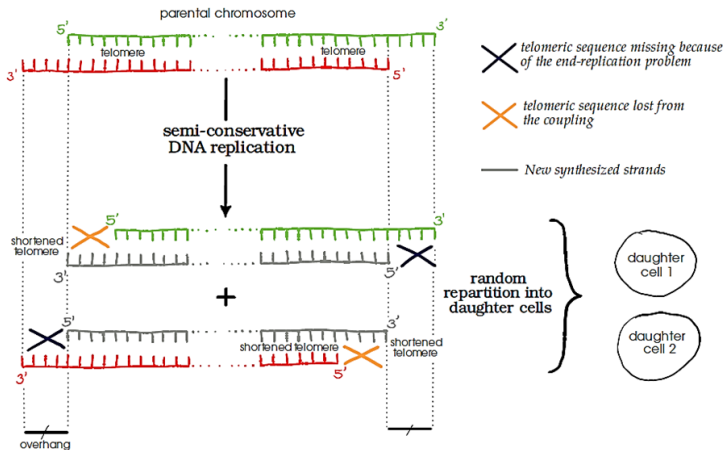 parental chromosome
5'
3'
telomere
telomere
3'
5'
telomeric sequence missing because
of the end-replication problem
telomeric sequence lost from
the coupling
semi-conservative
DNA replication
New synthesized strands
5'
3'
shortened
telomere
3'
5'
random
repartition into
daughter cells
daughter
cell 1
+
5'
3'
shortened telomere
shortened
telomere
3'
5'
daughter
cell 2
overhang